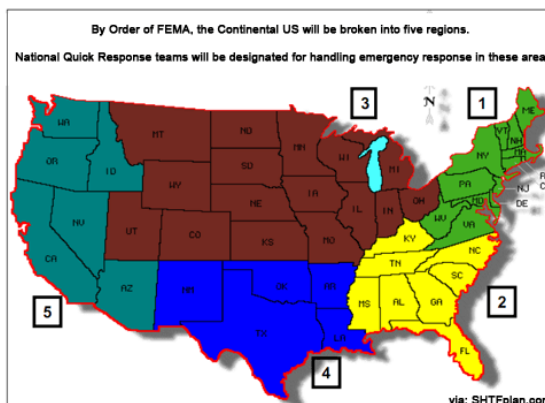 By Order of FEMA, the Continental US will be broken into five regions.
National Quick Response teams will be designated for handling emergency response in these area
3
1
N
WA
MT
ND
MN
ME
VT
NH
MA
OR
ID
SD
WI
MI
NY
WY
IA
PA
NJ
NE
IL
IN
OH
MD
DE
NV
UT
CO
KS
MO
WV
VA
KY
CA
NC
TN
AZ
NM
OK
AR
SC
5
MS
AL
GA
2
TX
LA
FL
4
via: SHTFplan.com